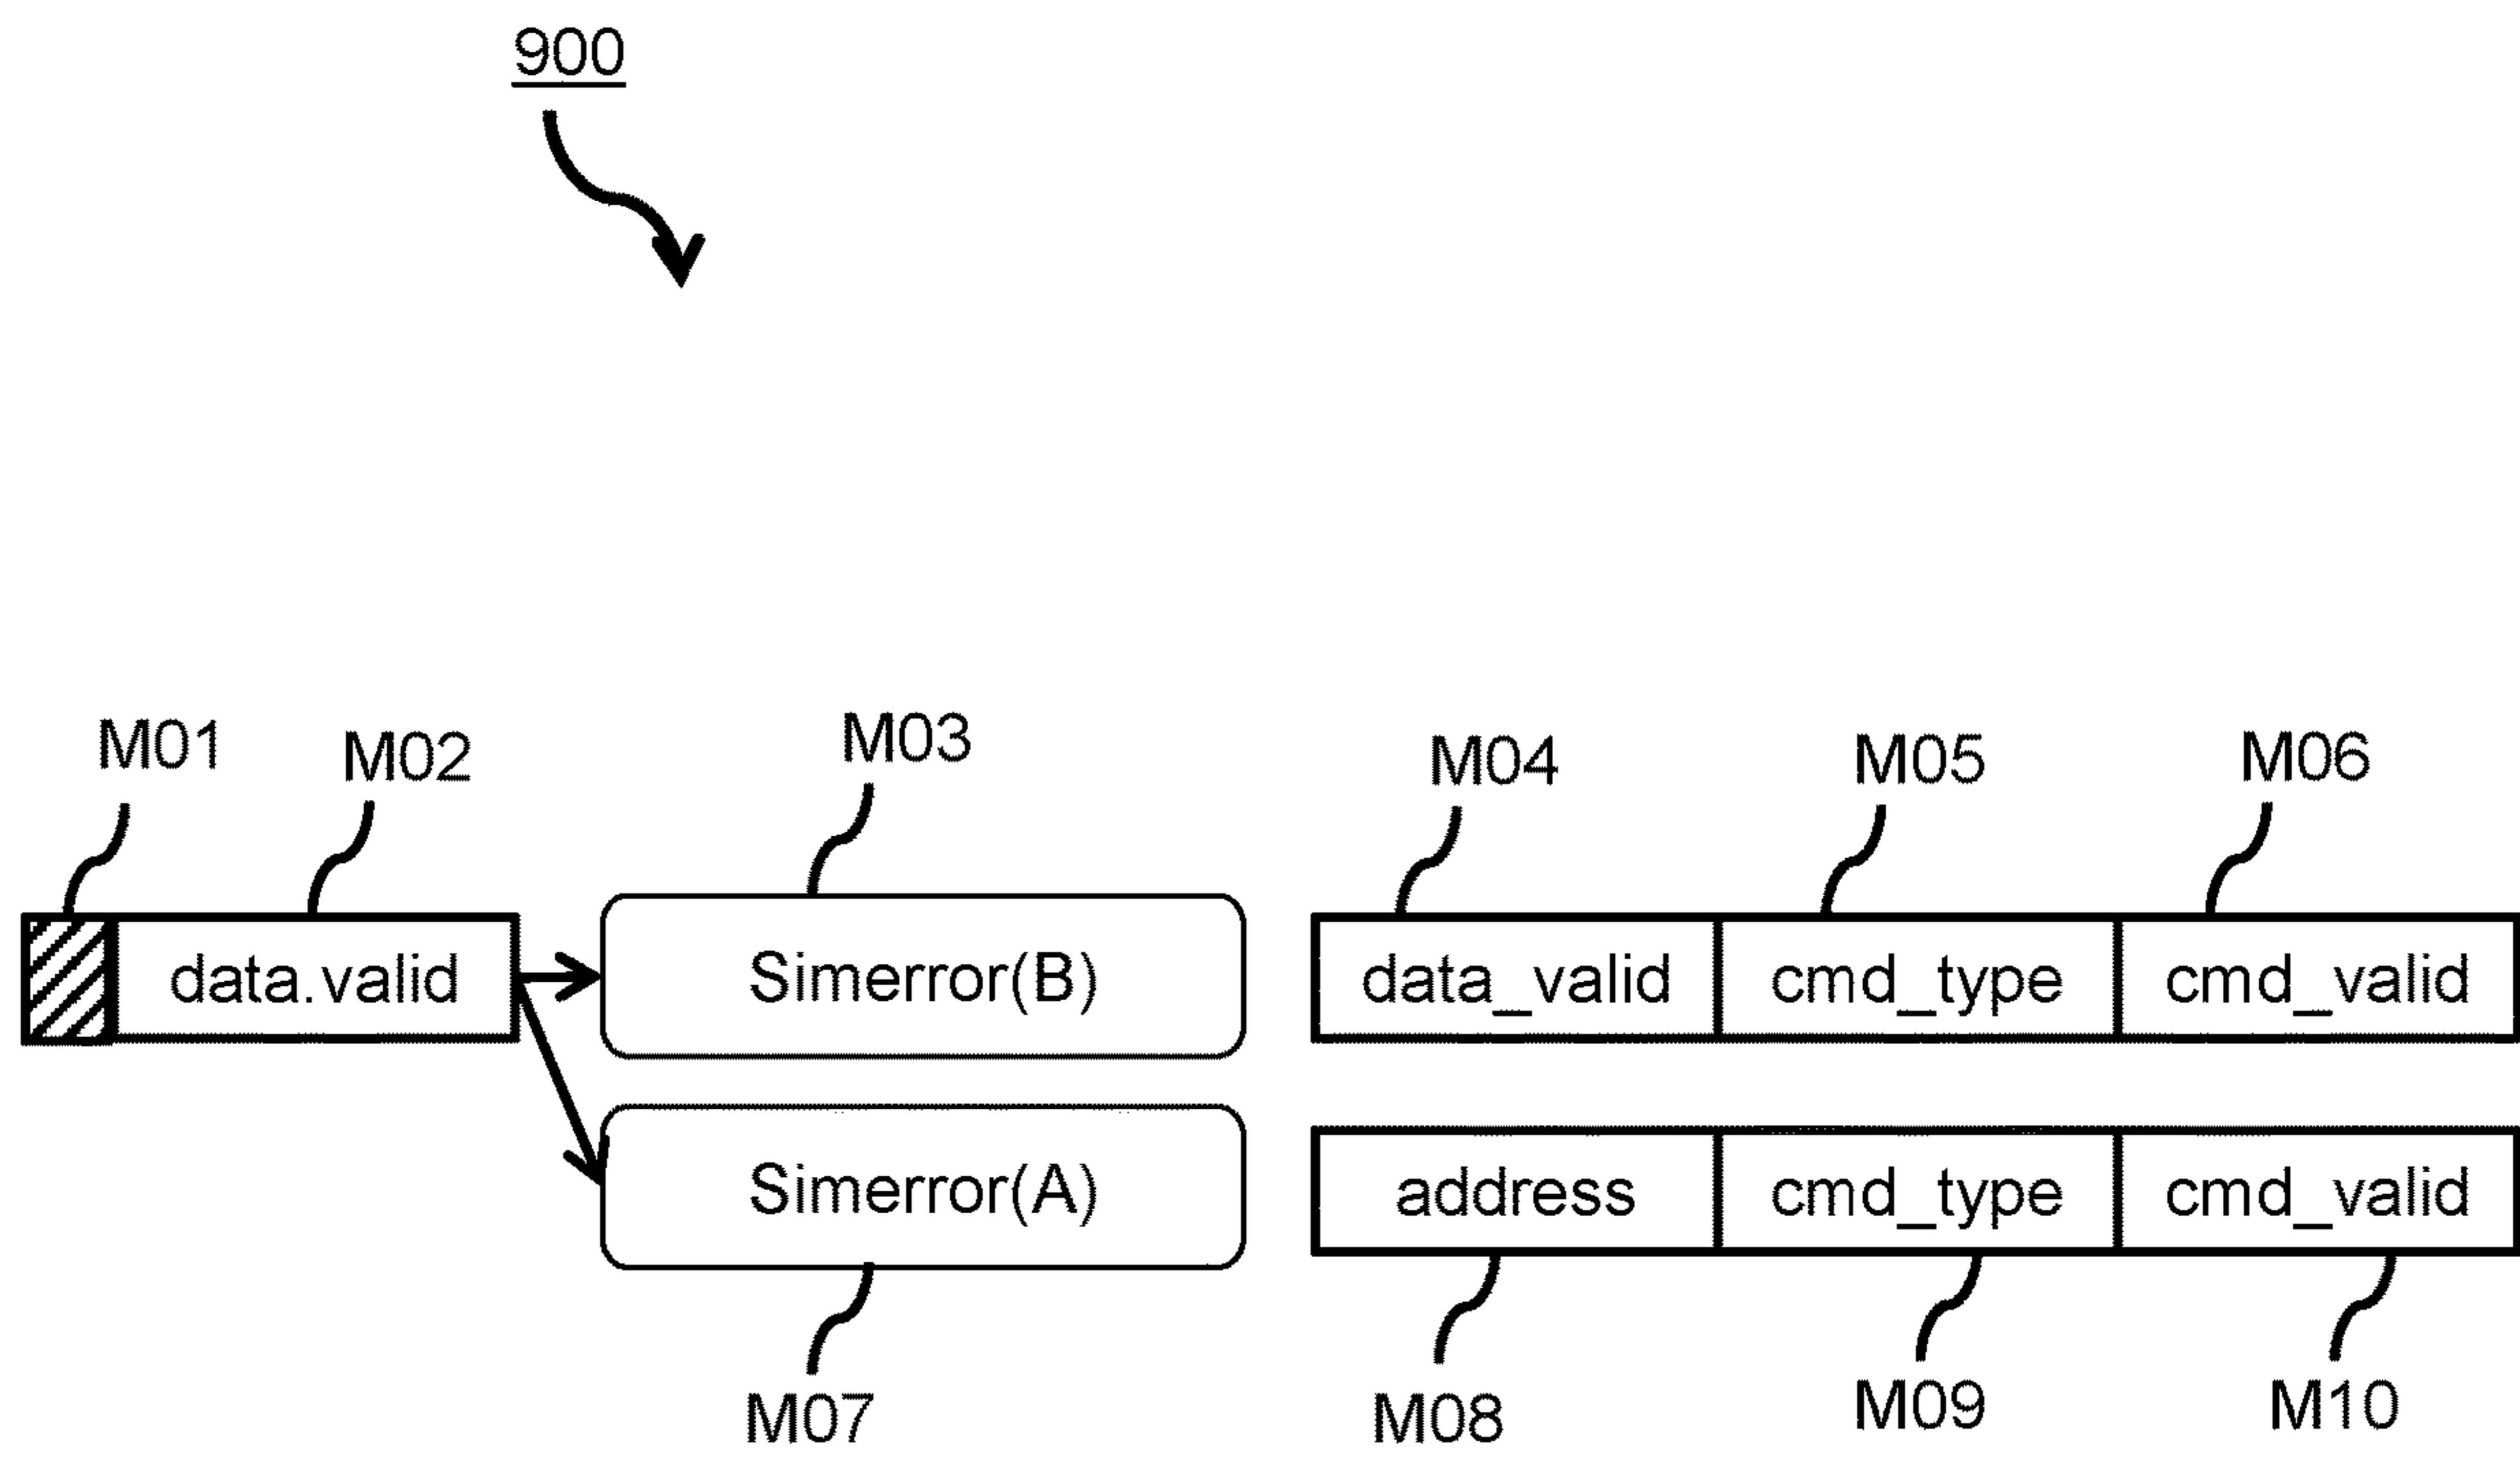 900
M01 M02 M03 M04 M05 M06
data.valid Simerror(B) data_valid cmd_type cmd_valid
Simerror(A) address cmd_type cmd_valid
M07 M08 M09 M10